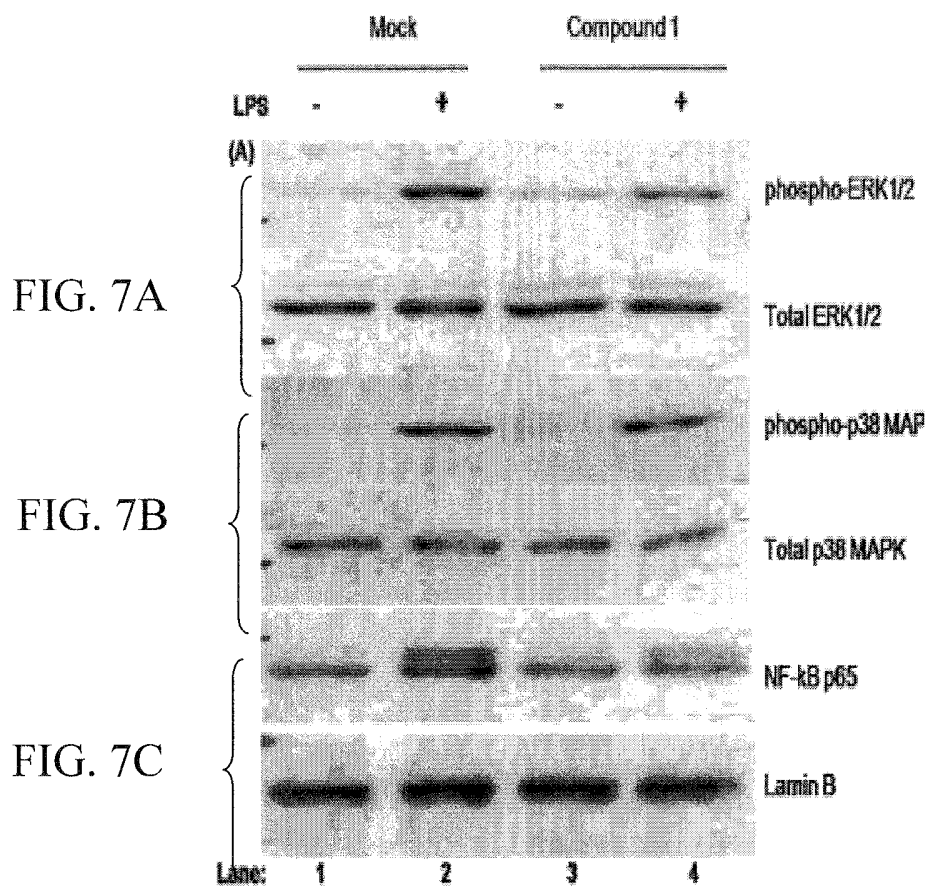 Mock Compound 1
LPS - + - +
(A)
phospho-ERK1/2
FIG. 7A
Total ERK1/2
phospho-p38 MAP
FIG. 7B
Total p38 MAPK
NF-kB p65
FIG. 7C
Lamin B
Lane: 1 2 3 4